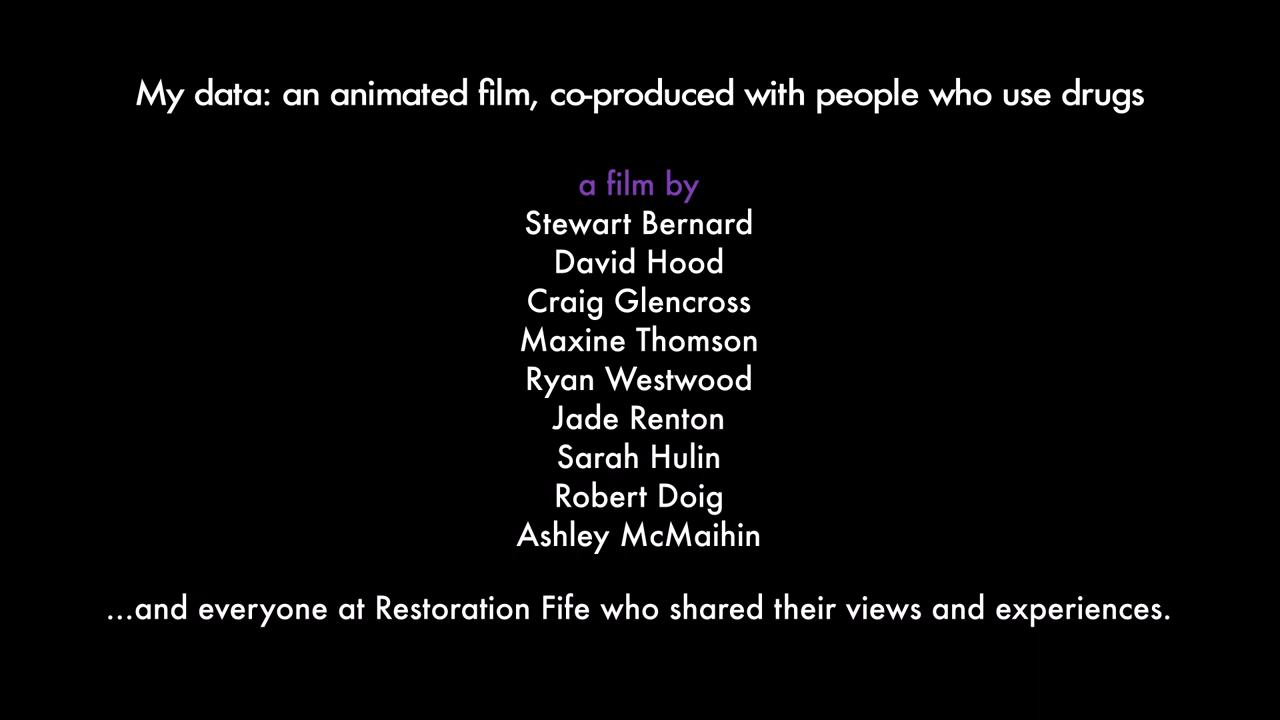 My data: an animated film, co-produced with people who use drugs
a film by
Stewart Bernard
David Hood
Craig Glencross
Maxine Thomson
Ryan Westwood
Jade Renton
Sarah Hulin
Robert Doig
Ashley McMaihin
...and everyone at Restoration Fife who shared their views and experiences.